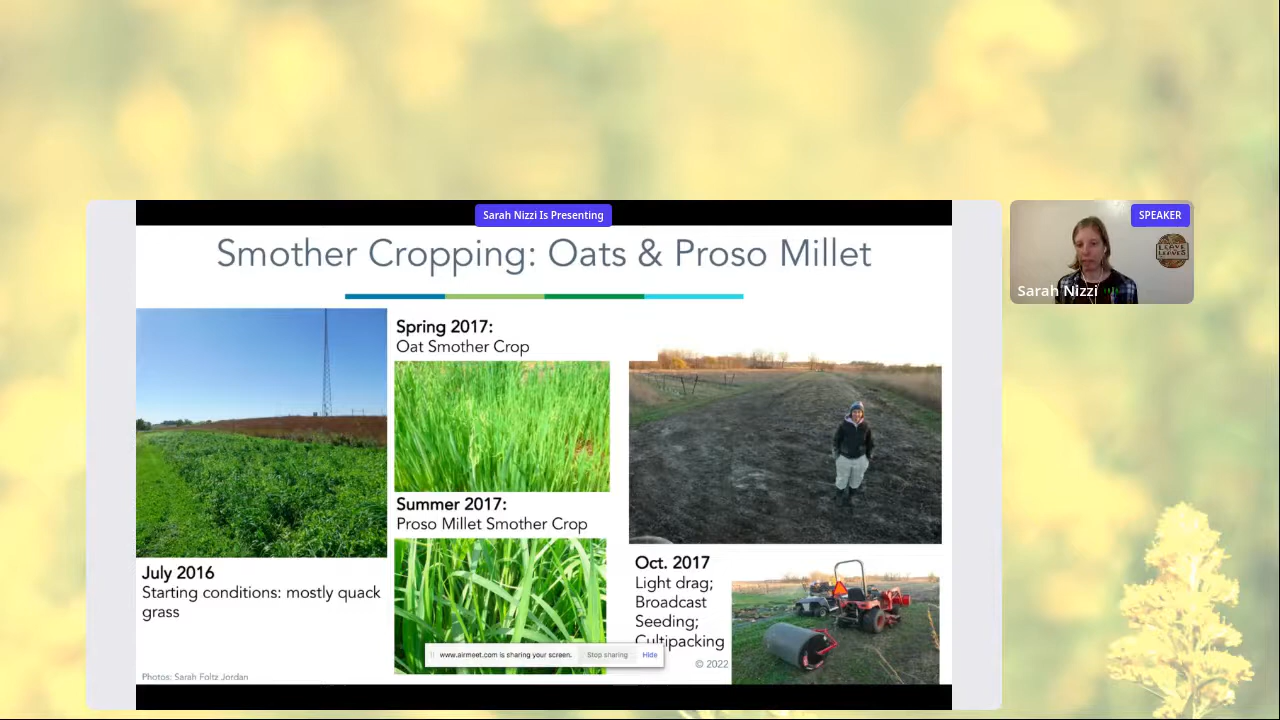 Sarah Nizzi Is Presenting
SPEAKER
Smother Cropping: Oats & Proso Millet
LEAVE
LEAVES
Sarah Nizzi
Spring 2017:
Oat Smother Crop
Summer 2017:
Proso Millet Smother Crop
July 2016
Starting conditions: mostly quack
grass
Oct. 2017
Light drag;
Broadcast
Seeding;
Cultipacking
www.airmeet.com is sharing your screen.
Stop sharing
Hide
© 2022
Photos: Sarah Foltz Jordan